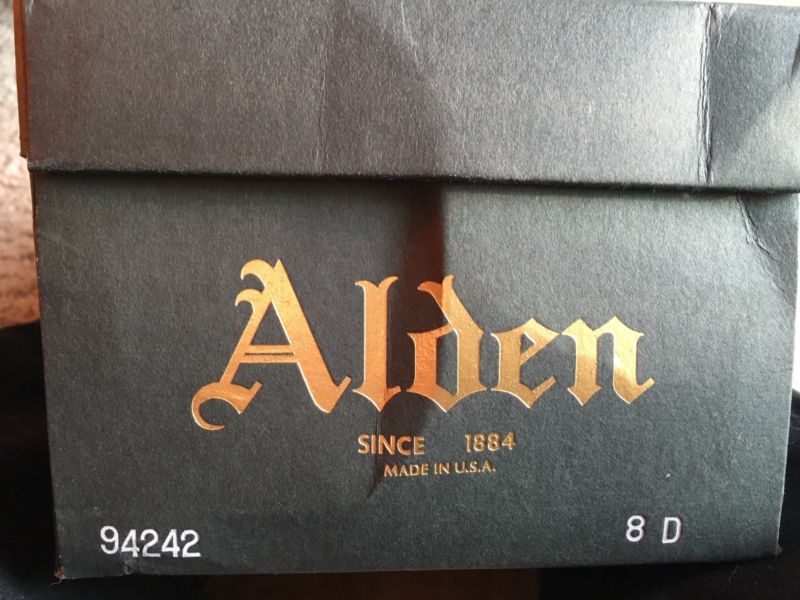 Alden
SINCE 1884
MADE IN U.S.A.
94242 8 D